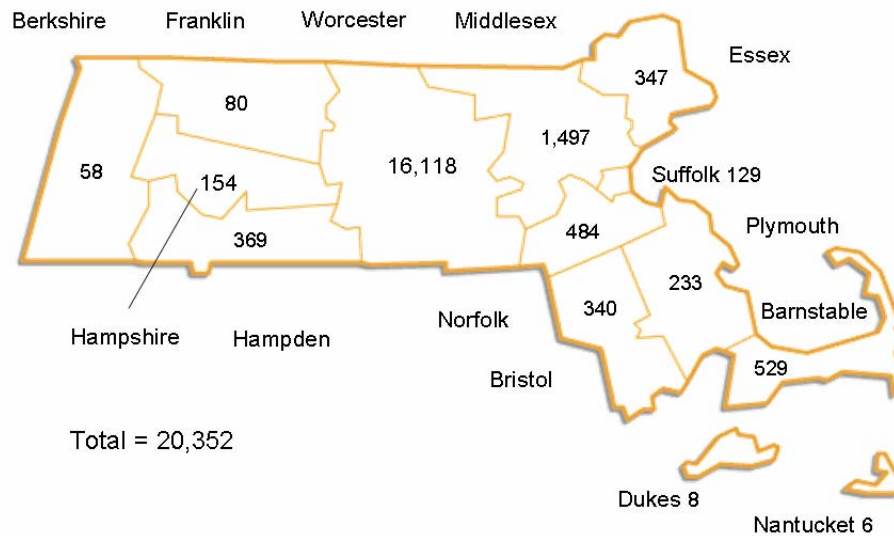 Berkshire Franklin Worcester Middlesex
Essex
347
80
1,497
58
154
16,118
Suffolk 129
369
484
Plymouth
233
340
Barnstable
Hampshire
Hampden
Norfolk
529
Bristol
Total = 20,352
Dukes 8
Nantucket 6